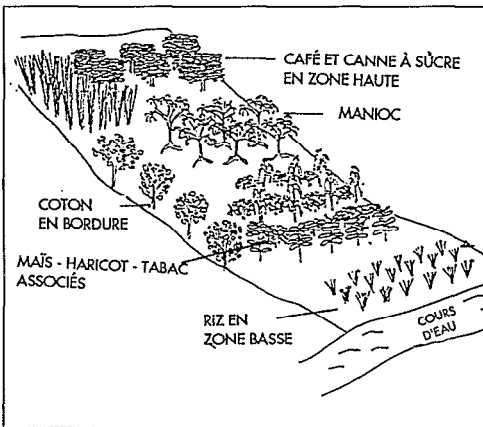 CAFÉ ET CANNE À SÛCRE
EN ZONE HAUTE
MANIOC
COTON
EN BORDURE
MAÏS - HARICOT - TABAC
ASSOCIÉS
RIZ EN
ZONE BASSE
COURS
D'EAU